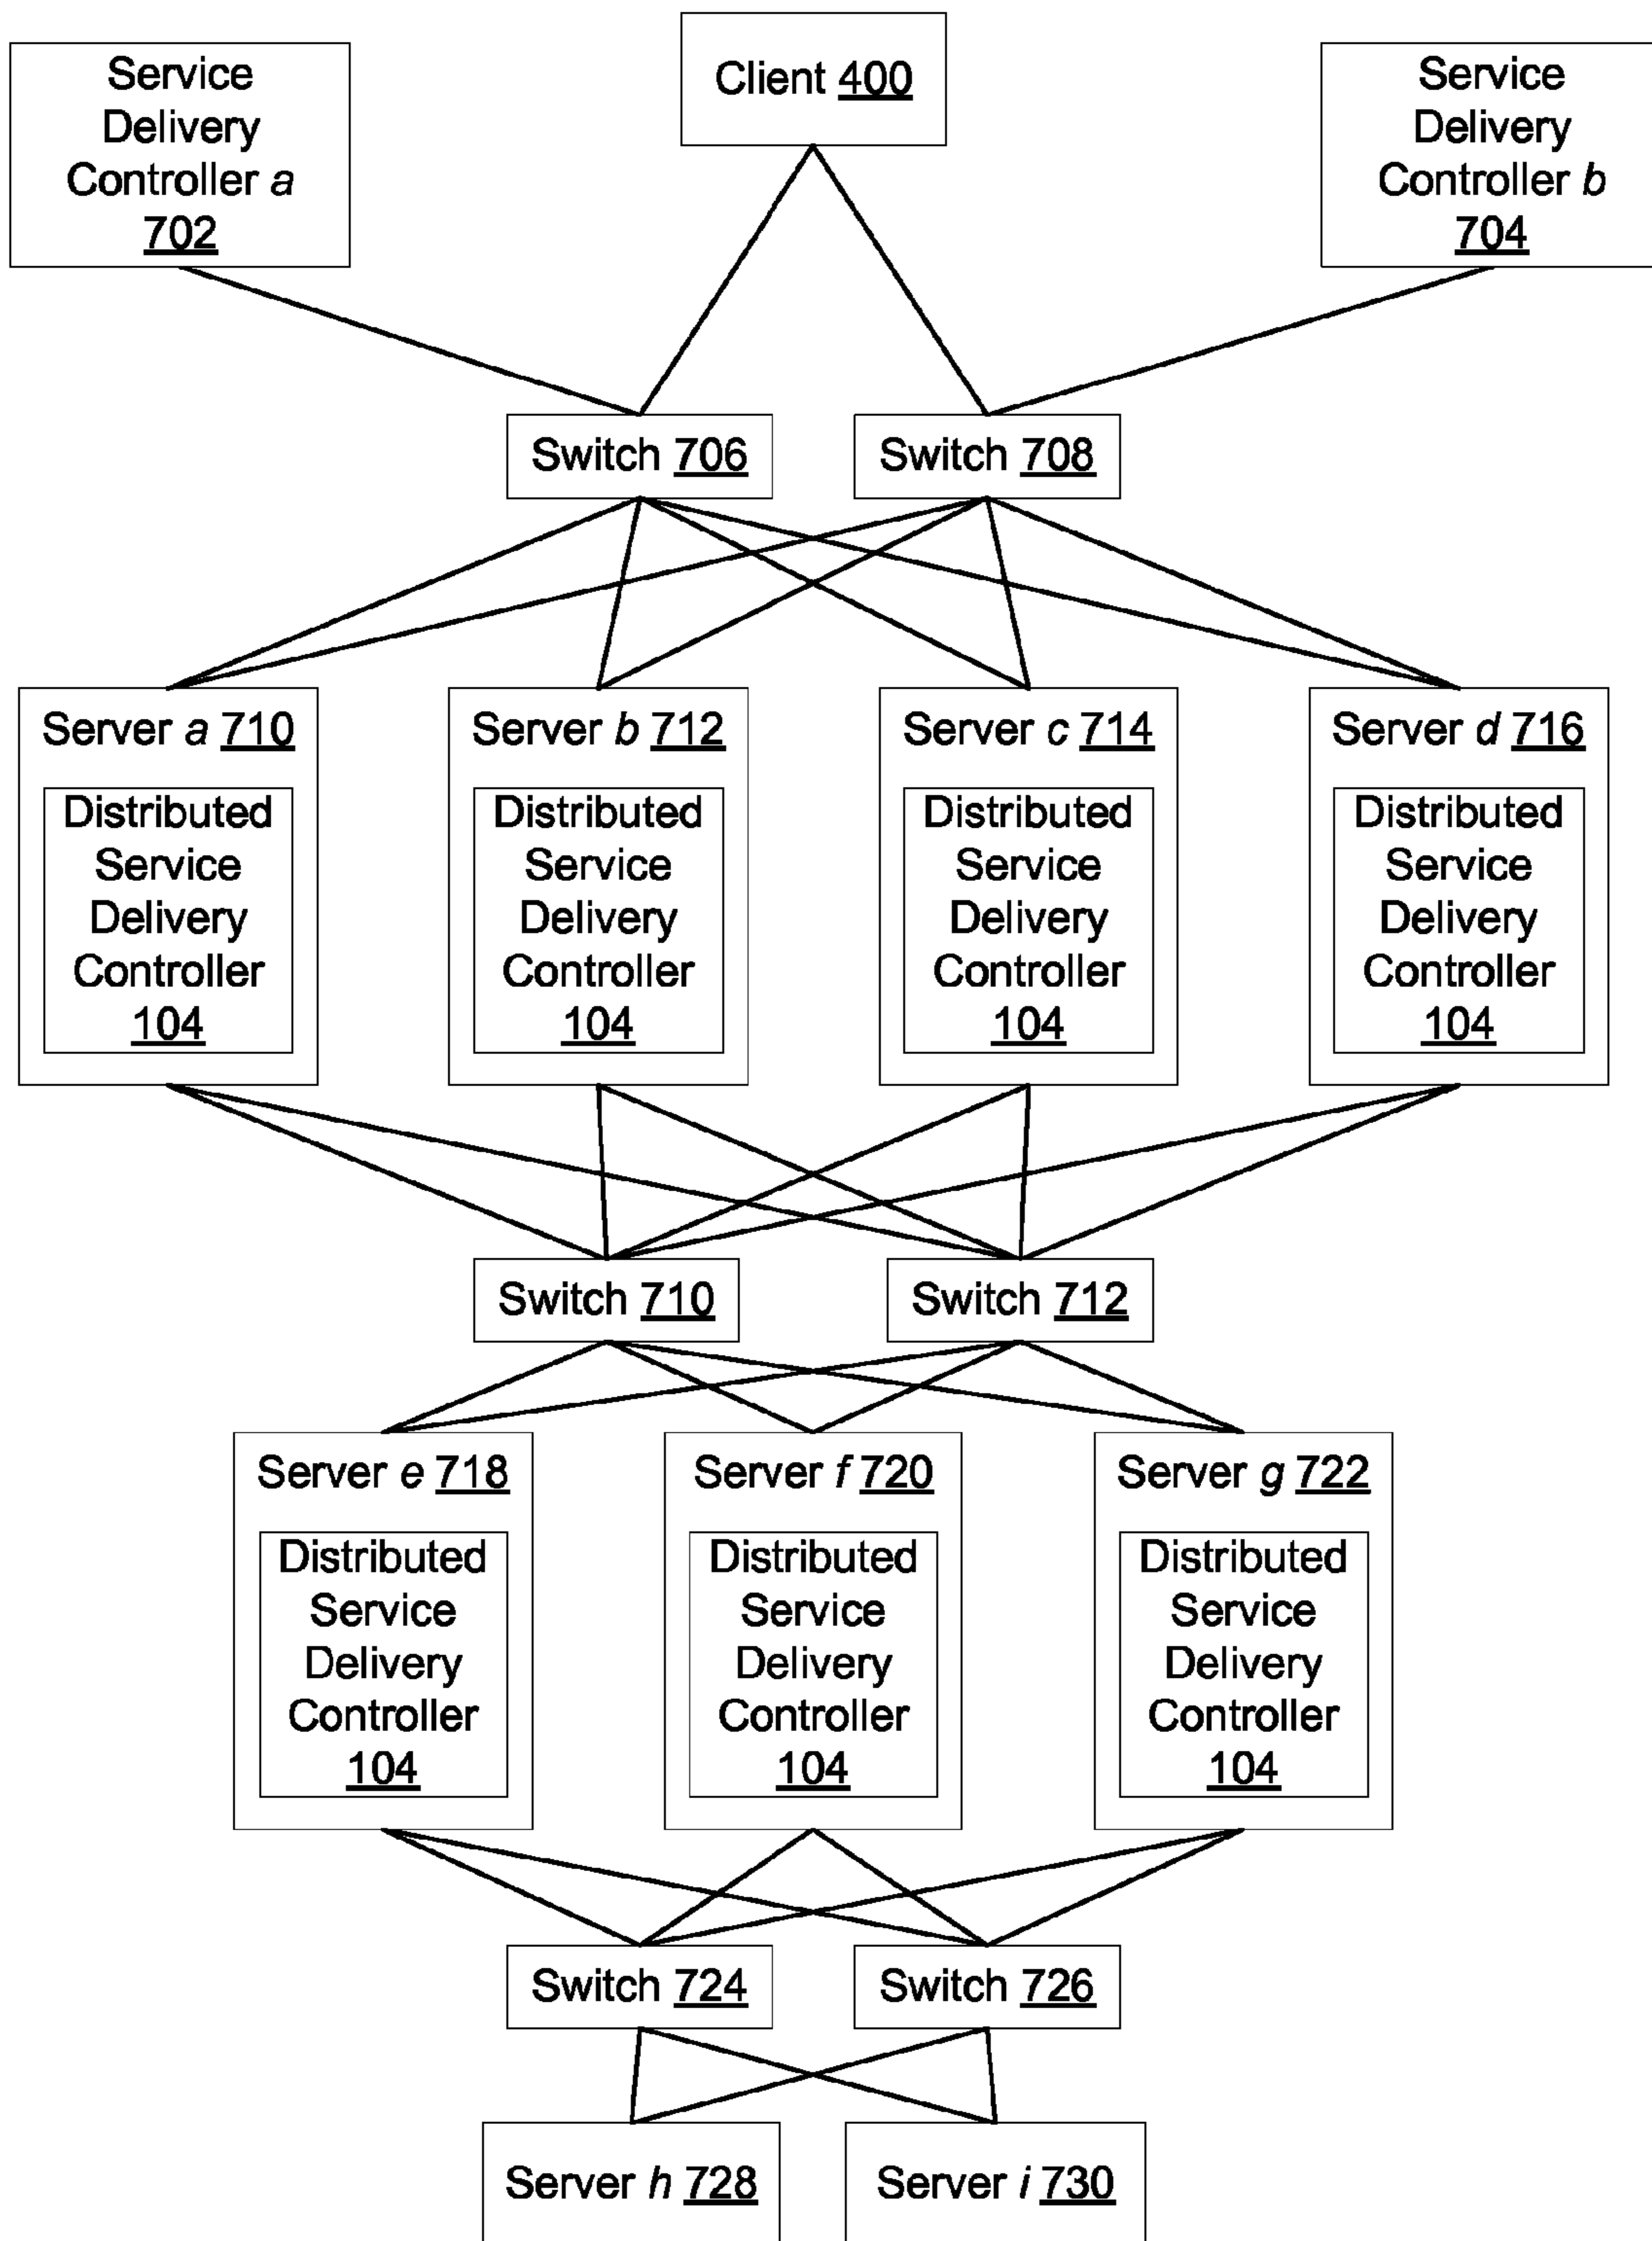 Client 400
Service
Delivery
Controller a
702
Service
Delivery
Controller b
704
Switch 706
Switch 708
Server a 710
Distributed
Service
Delivery
Controller
104
Server b 712
Distributed
Service
Delivery
Controller
104
Server c 714
Distributed
Service
Delivery
Controller
104
Server d 716
Distributed
Service
Delivery
Controller
104
Switch 710
Switch 712
Server e 718
Distributed
Service
Delivery
Controller
104
Server f 720
Distributed
Service
Delivery
Controller
104
Server g 722
Distributed
Service
Delivery
Controller
104
Switch 724
Switch 726
Server h 728
Server i 730